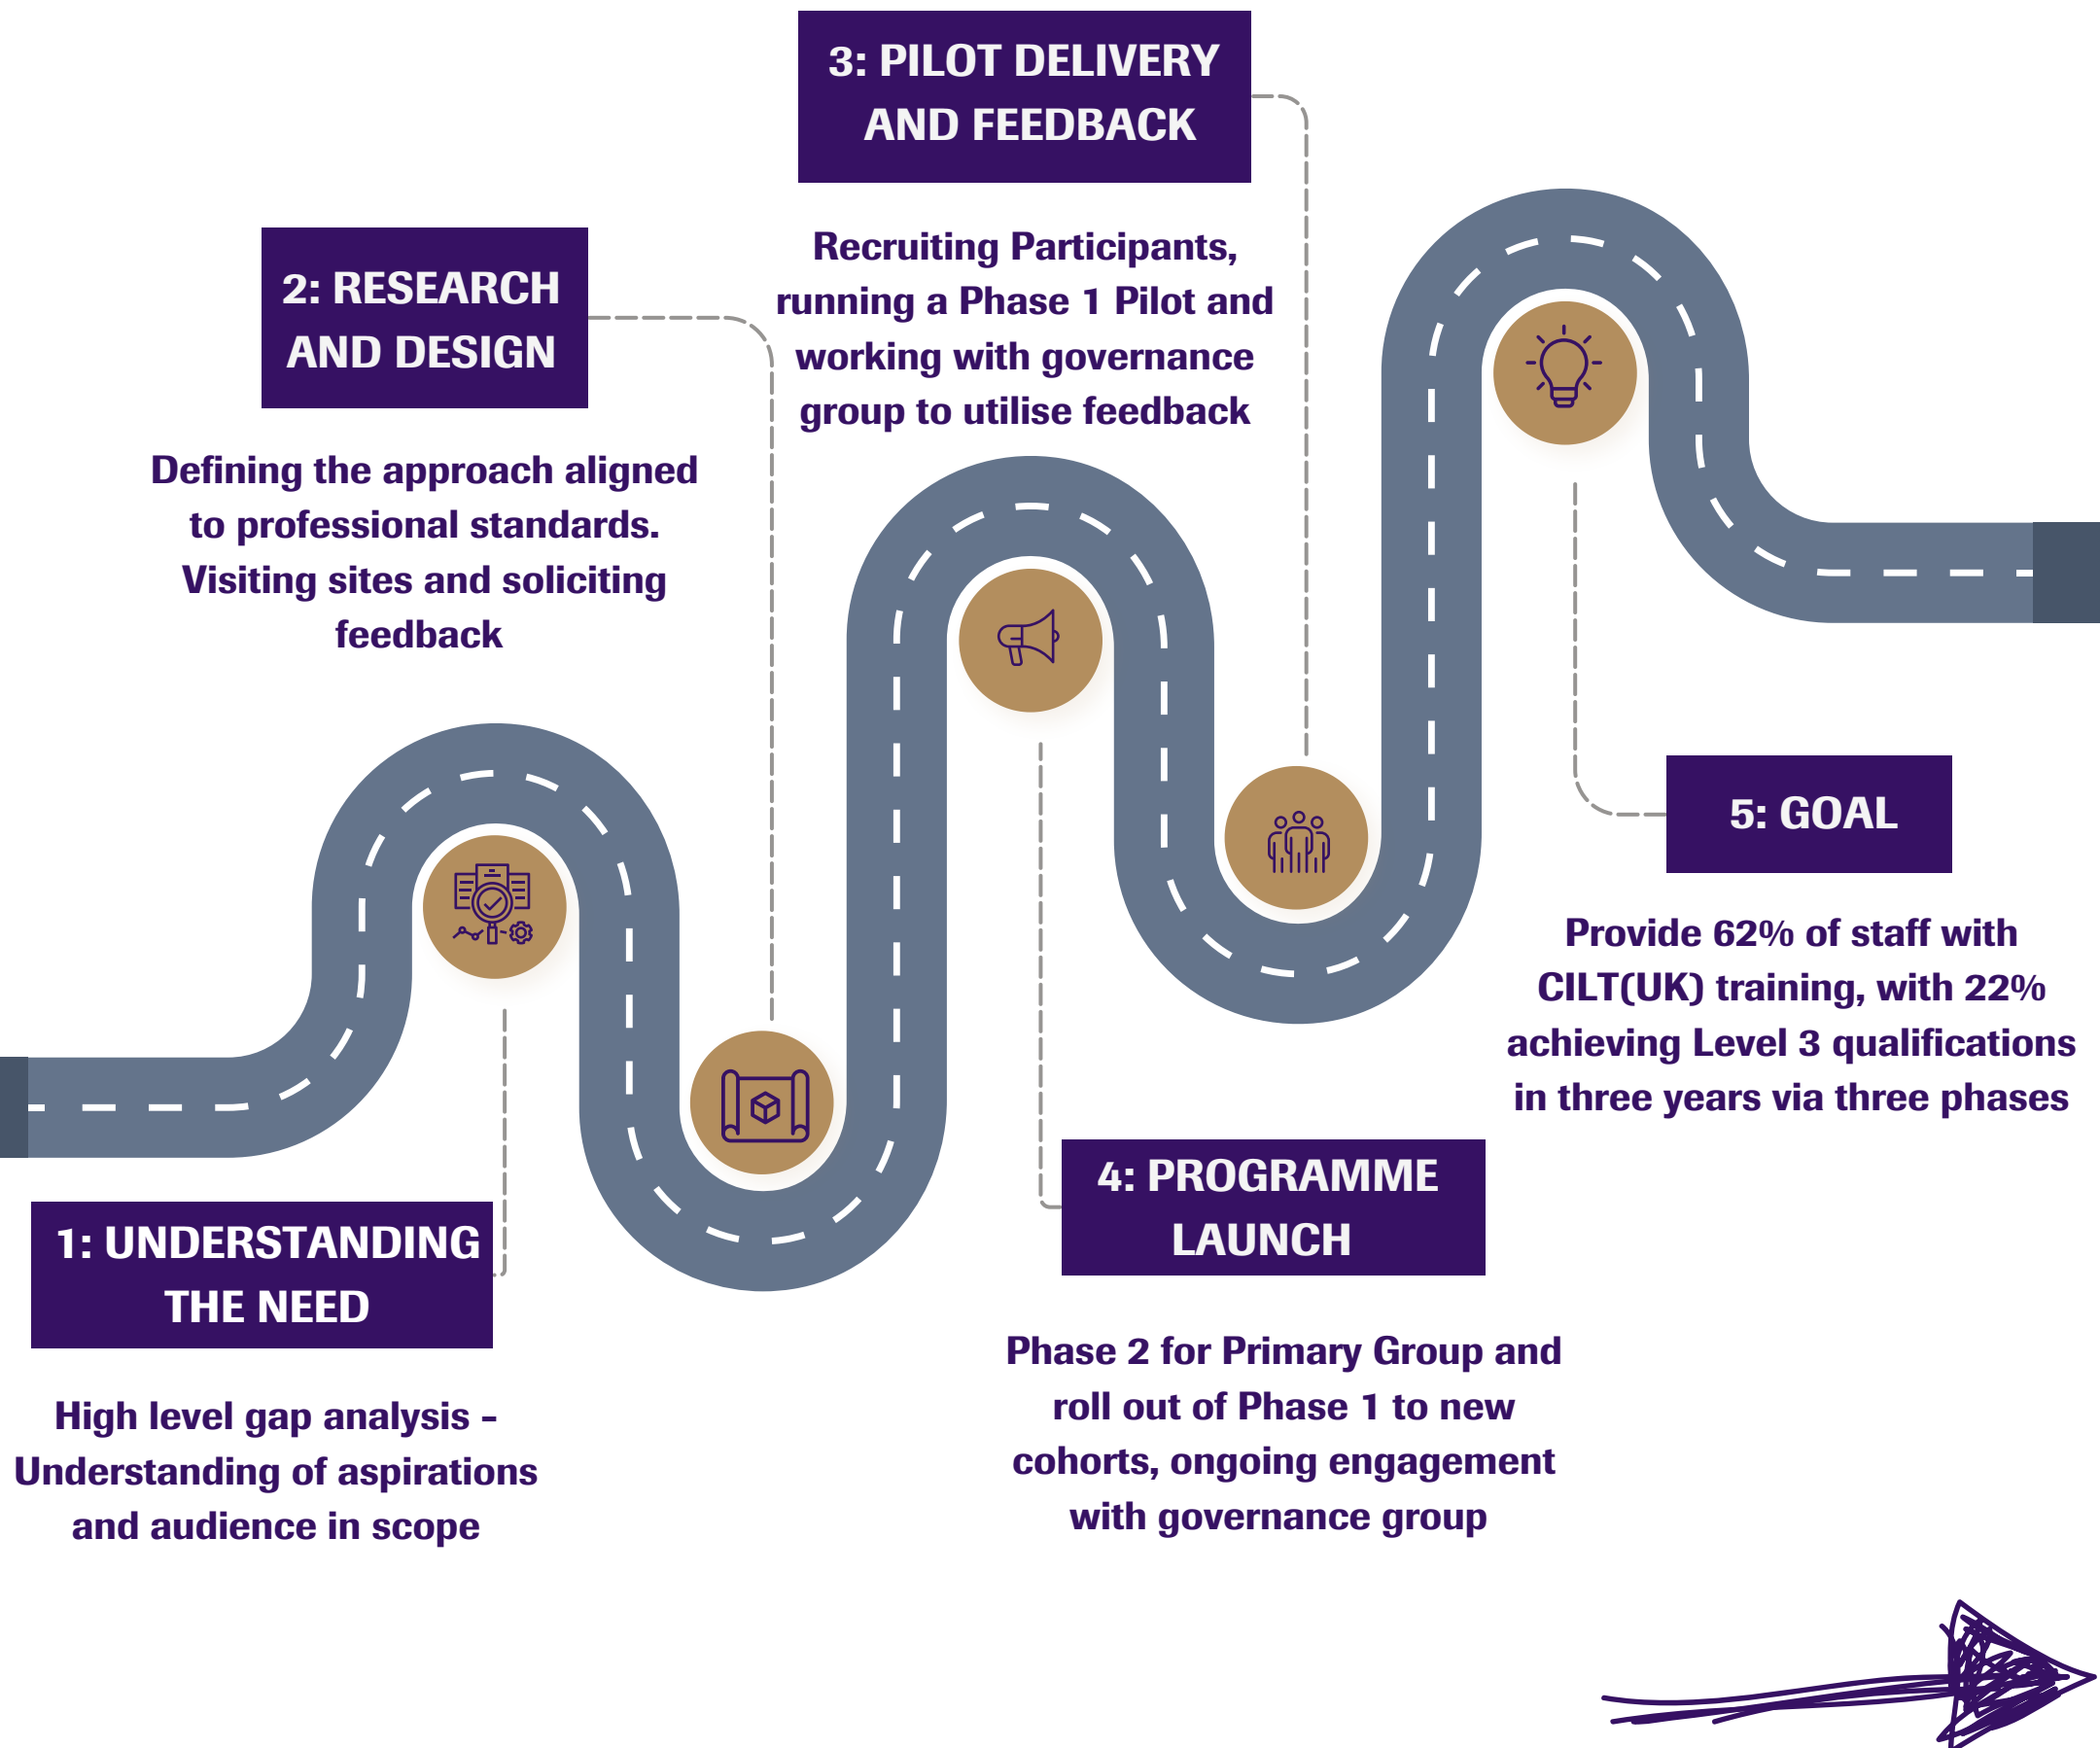 1: UNDERSTANDING
THE NEED
High level gap analysis -
Understanding of aspirations
and audience in scope
2: RESEARCH
AND DESIGN
Defining the approach aligned
to professional standards.
Visiting sites and soliciting
feedback
3: PILOT DELIVERY
AND FEEDBACK
Recruiting Participants,
running a Phase 1 Pilot and
working with governance
group to utilise feedback
4: PROGRAMME
LAUNCH
Phase 2 for Primary Group and
roll out of Phase 1 to new
cohorts, ongoing engagement
with governance group
5: GOAL
Provide 62% of staff with
CILT(UK) training, with 22%
achieving Level 3 qualifications
in three years via three phases